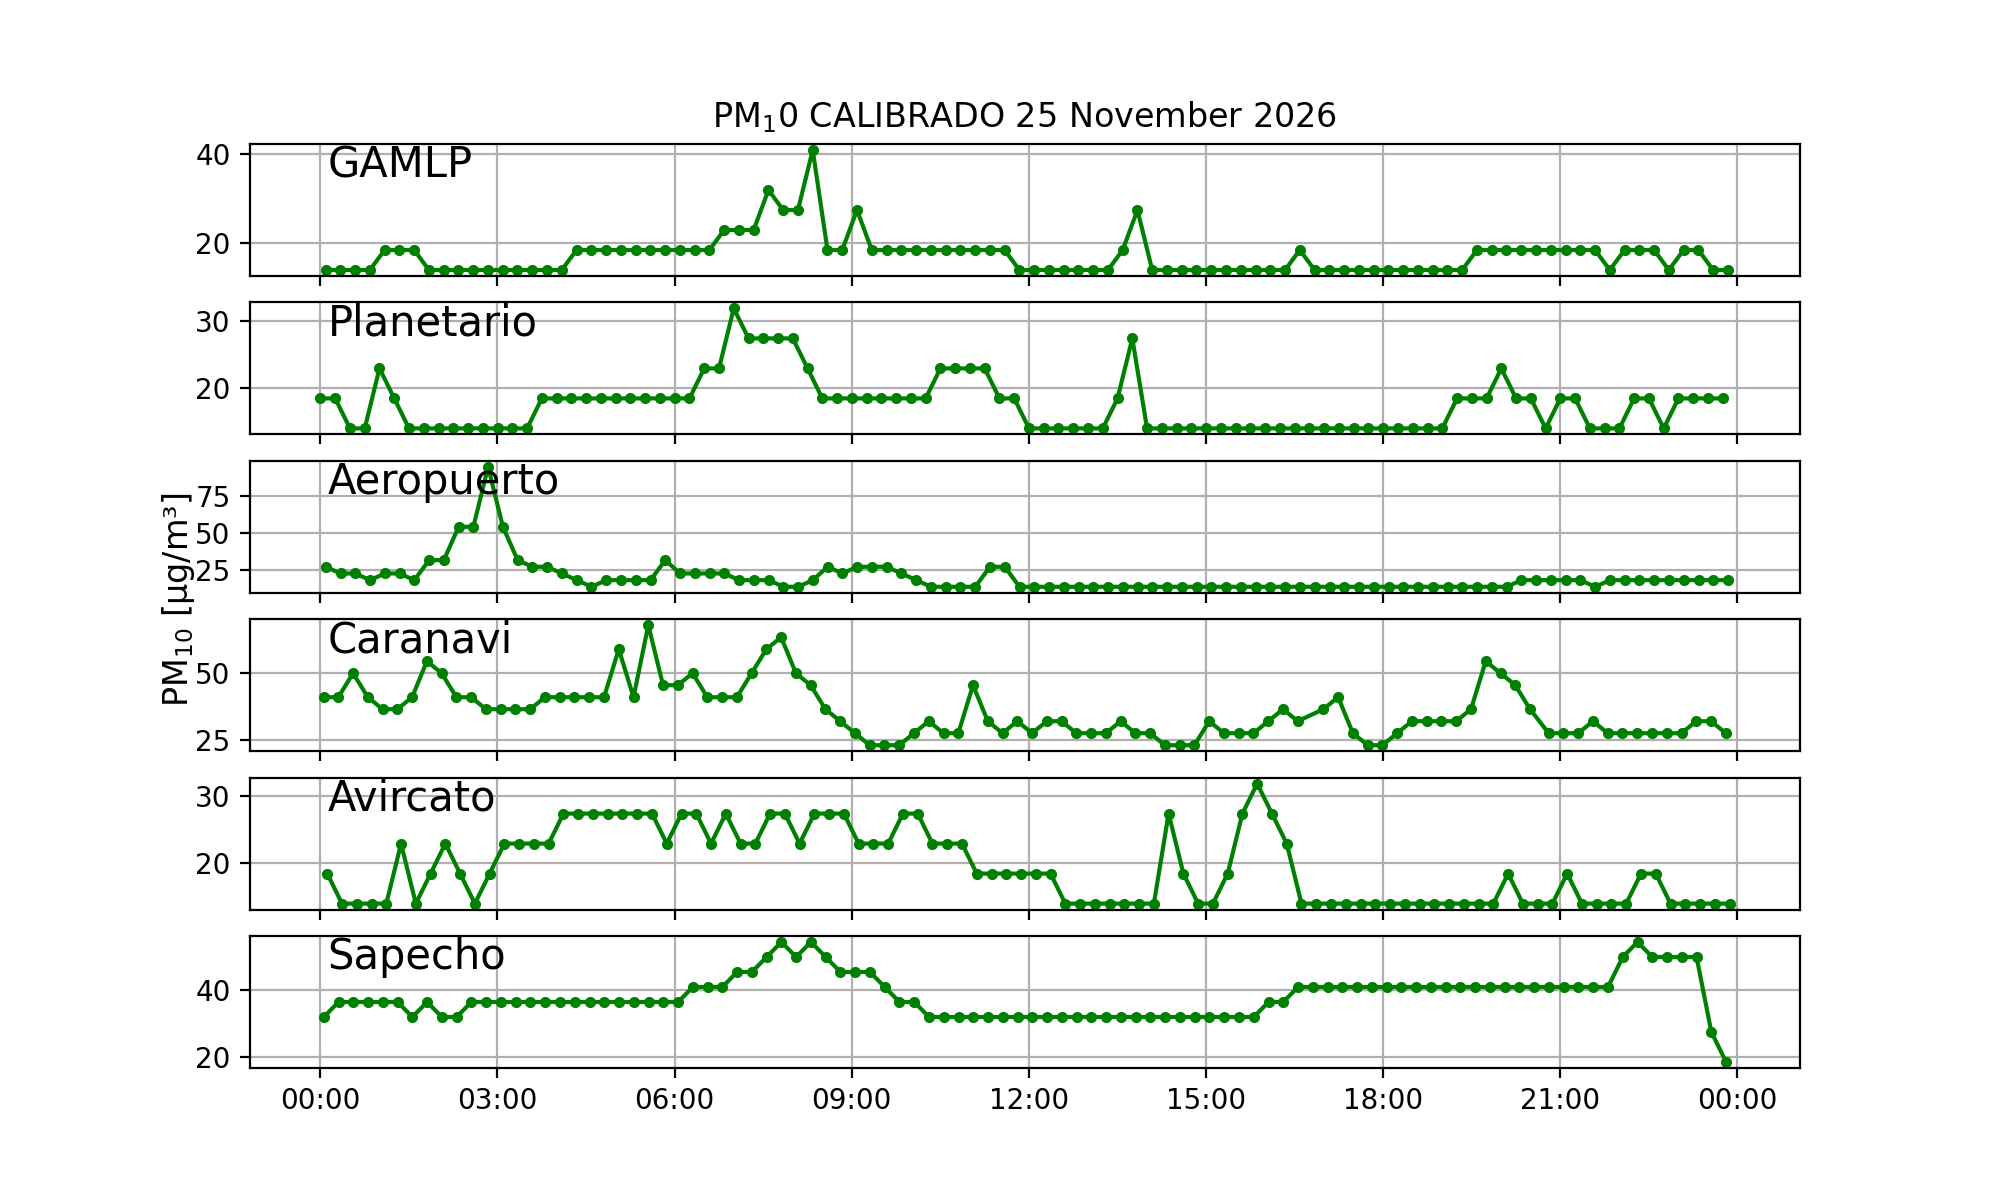 PM₁0 CALIBRADO 25 November 2026
40
20
GAMLP
30
20
Planetario
75
50
25
Aeropuerto
PM₁₀ [µg/m³]
50
25
Caranavi
30
20
Avircato
40
20
Sapecho
00:00 03:00 06:00 09:00 12:00 15:00 18:00 21:00 00:00